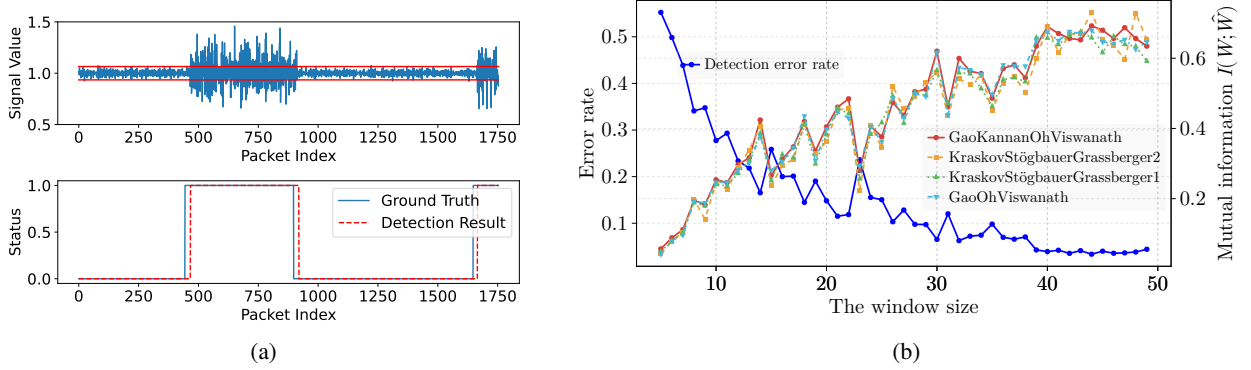 1.5
1.0
0.5
Signal Value
0 250 500 750 1000 1250 1500 1750
Packet Index
1.0
0.5
0.0
Status
Ground Truth
Detection Result
0 250 500 750 1000 1250 1500 1750
Packet Index
(a)
0.5
0.4
0.3
0.2
0.1
Error rate
Detection error rate
GaoKannanOhViswanath
KraskovStögbauerGrassberger2
KraskovStögbauerGrassberger1
GaoOhViswanath
0.6
0.4
0.2
Mutual information I(W; Ŵ)
10 20 30 40 50
The window size
(b)